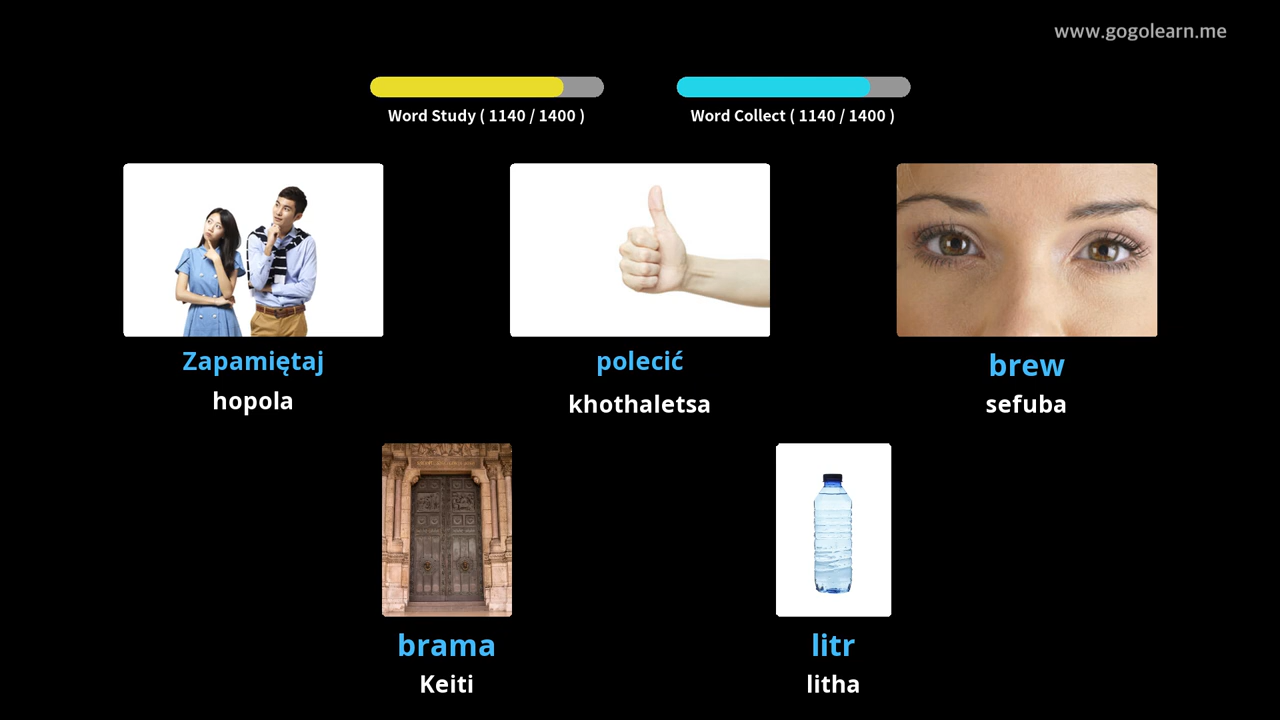 www.gogolearn.me
Word Study ( 1140 / 1400 )
Word Collect ( 1140 / 1400 )
Zapamiętaj
hopola
polecić
khothaletsa
brew
sefuba
brama
Keiti
litr
litha